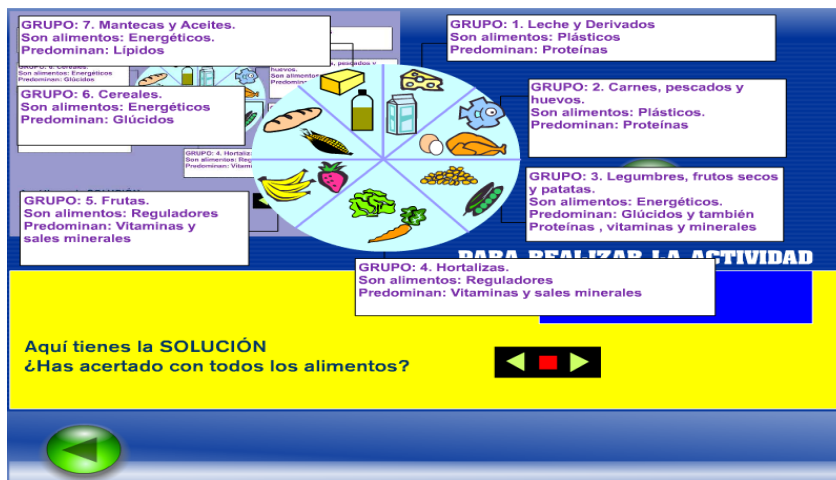 GRUPO: 7. Mantecas y Aceites.
Son alimentos: Energéticos.
Predominan: Lípidos
GRUPO: 1. Leche y Derivados
Son alimentos: Plásticos
Predominan: Proteínas
GRUPO: 6. Cereales.
Son alimentos: Energéticos
Predominan: Glúcidos
GRUPO: 2. Carnes, pescados y
huevos.
Son alimentos: Plásticos.
Predominan: Proteínas
GRUPO: 3. Legumbres, frutos secos
y patatas.
Son alimentos: Energéticos.
Predominan: Glúcidos y también
Proteínas , vitaminas y minerales
GRUPO: 5. Frutas.
Son alimentos: Reguladores
Predominan: Vitaminas y
sales minerales
PARA REALIZAR LA ACTIVIDAD
GRUPO: 4. Hortalizas.
Son alimentos: Reguladores
Predominan: Vitaminas y sales minerales
Aquí tienes la SOLUCIÓN
¿Has acertado con todos los alimentos?